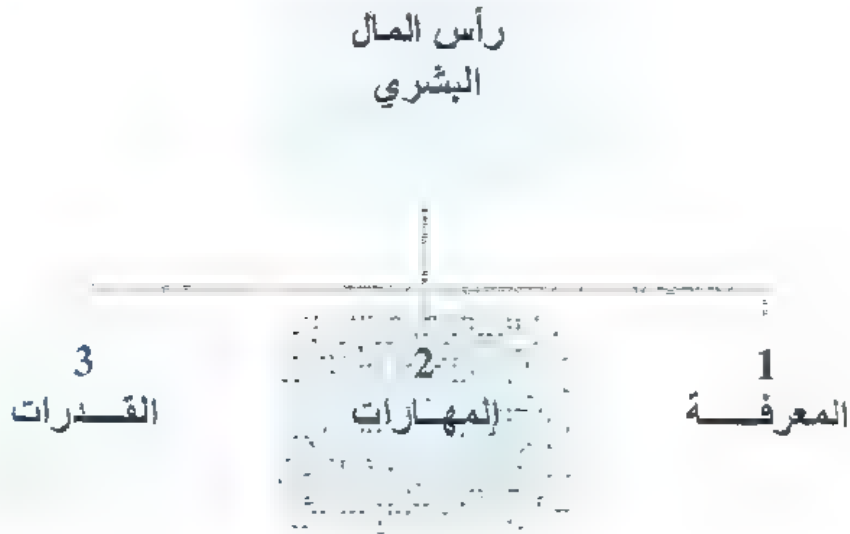 رأس المال
البشري
1
المعرفة
2
المهارات
3
القدرات